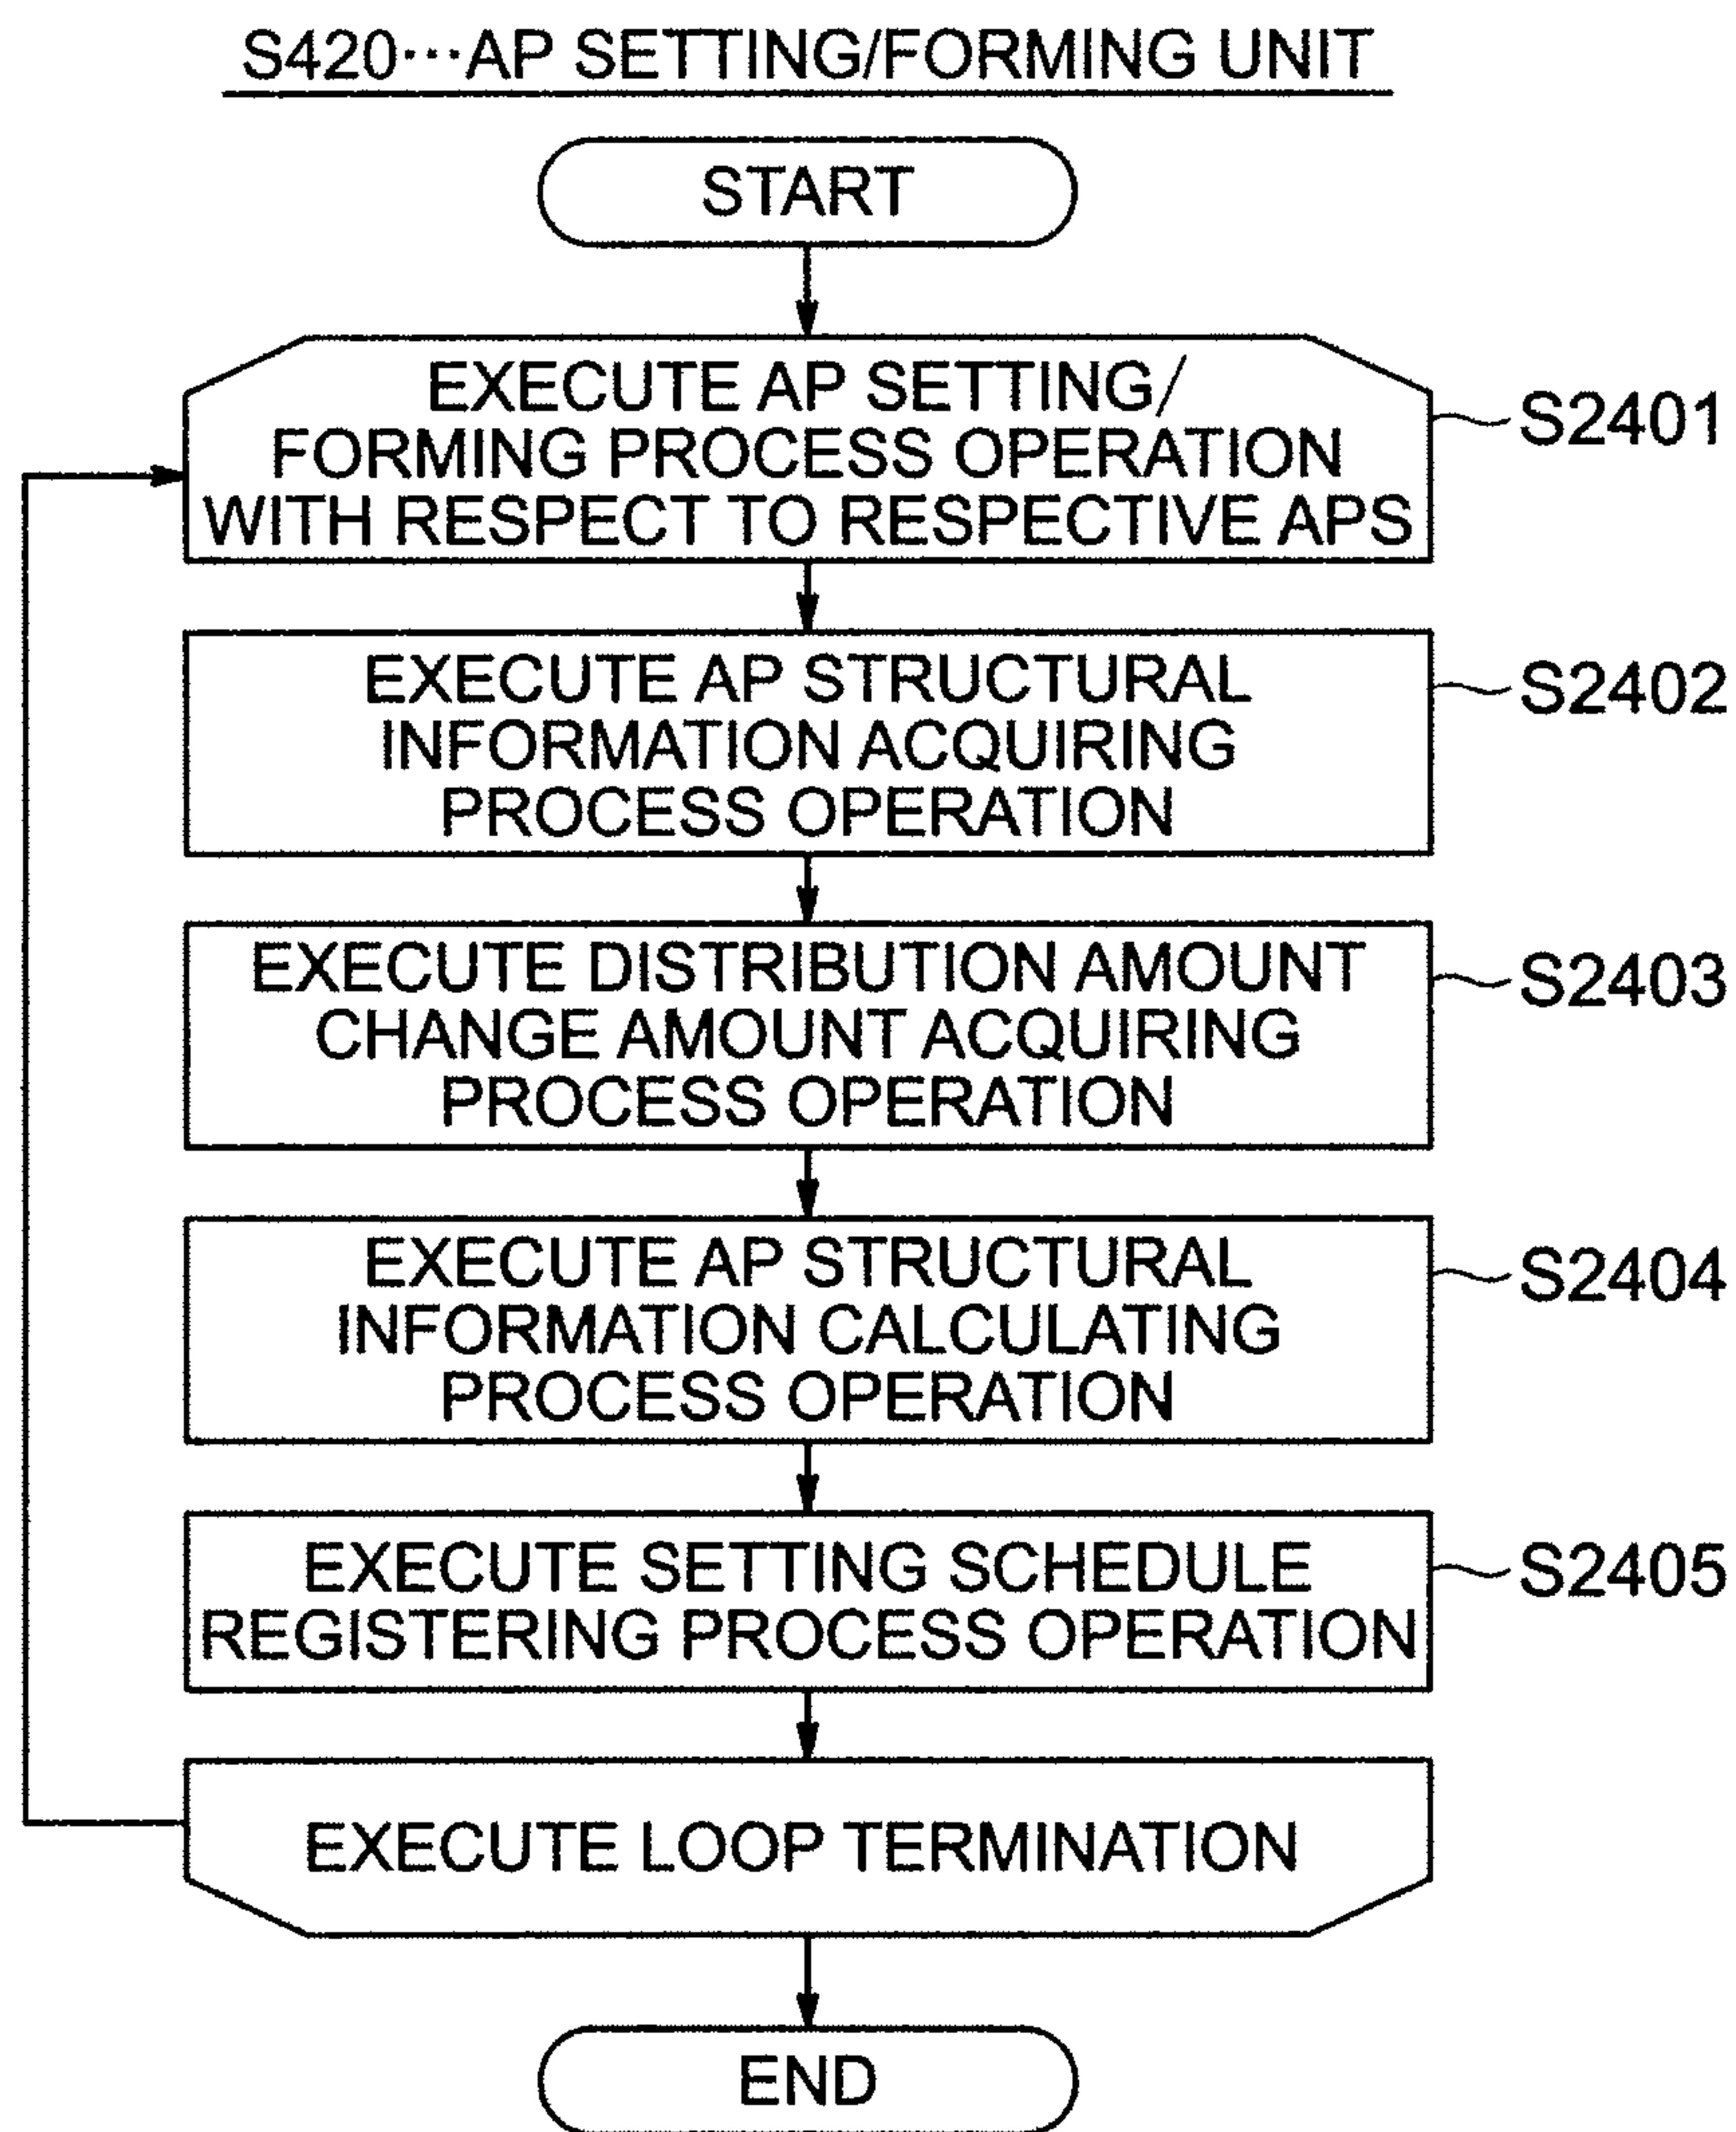 S420···AP SETTING/FORMING UNIT
START
EXECUTE AP SETTING/
FORMING PROCESS OPERATION
WITH RESPECT TO RESPECTIVE APS
S2401
EXECUTE AP STRUCTURAL
INFORMATION ACQUIRING
PROCESS OPERATION
S2402
EXECUTE DISTRIBUTION AMOUNT
CHANGE AMOUNT ACQUIRING
PROCESS OPERATION
S2403
EXECUTE AP STRUCTURAL
INFORMATION CALCULATING
PROCESS OPERATION
S2404
EXECUTE SETTING SCHEDULE
REGISTERING PROCESS OPERATION
S2405
EXECUTE LOOP TERMINATION
END